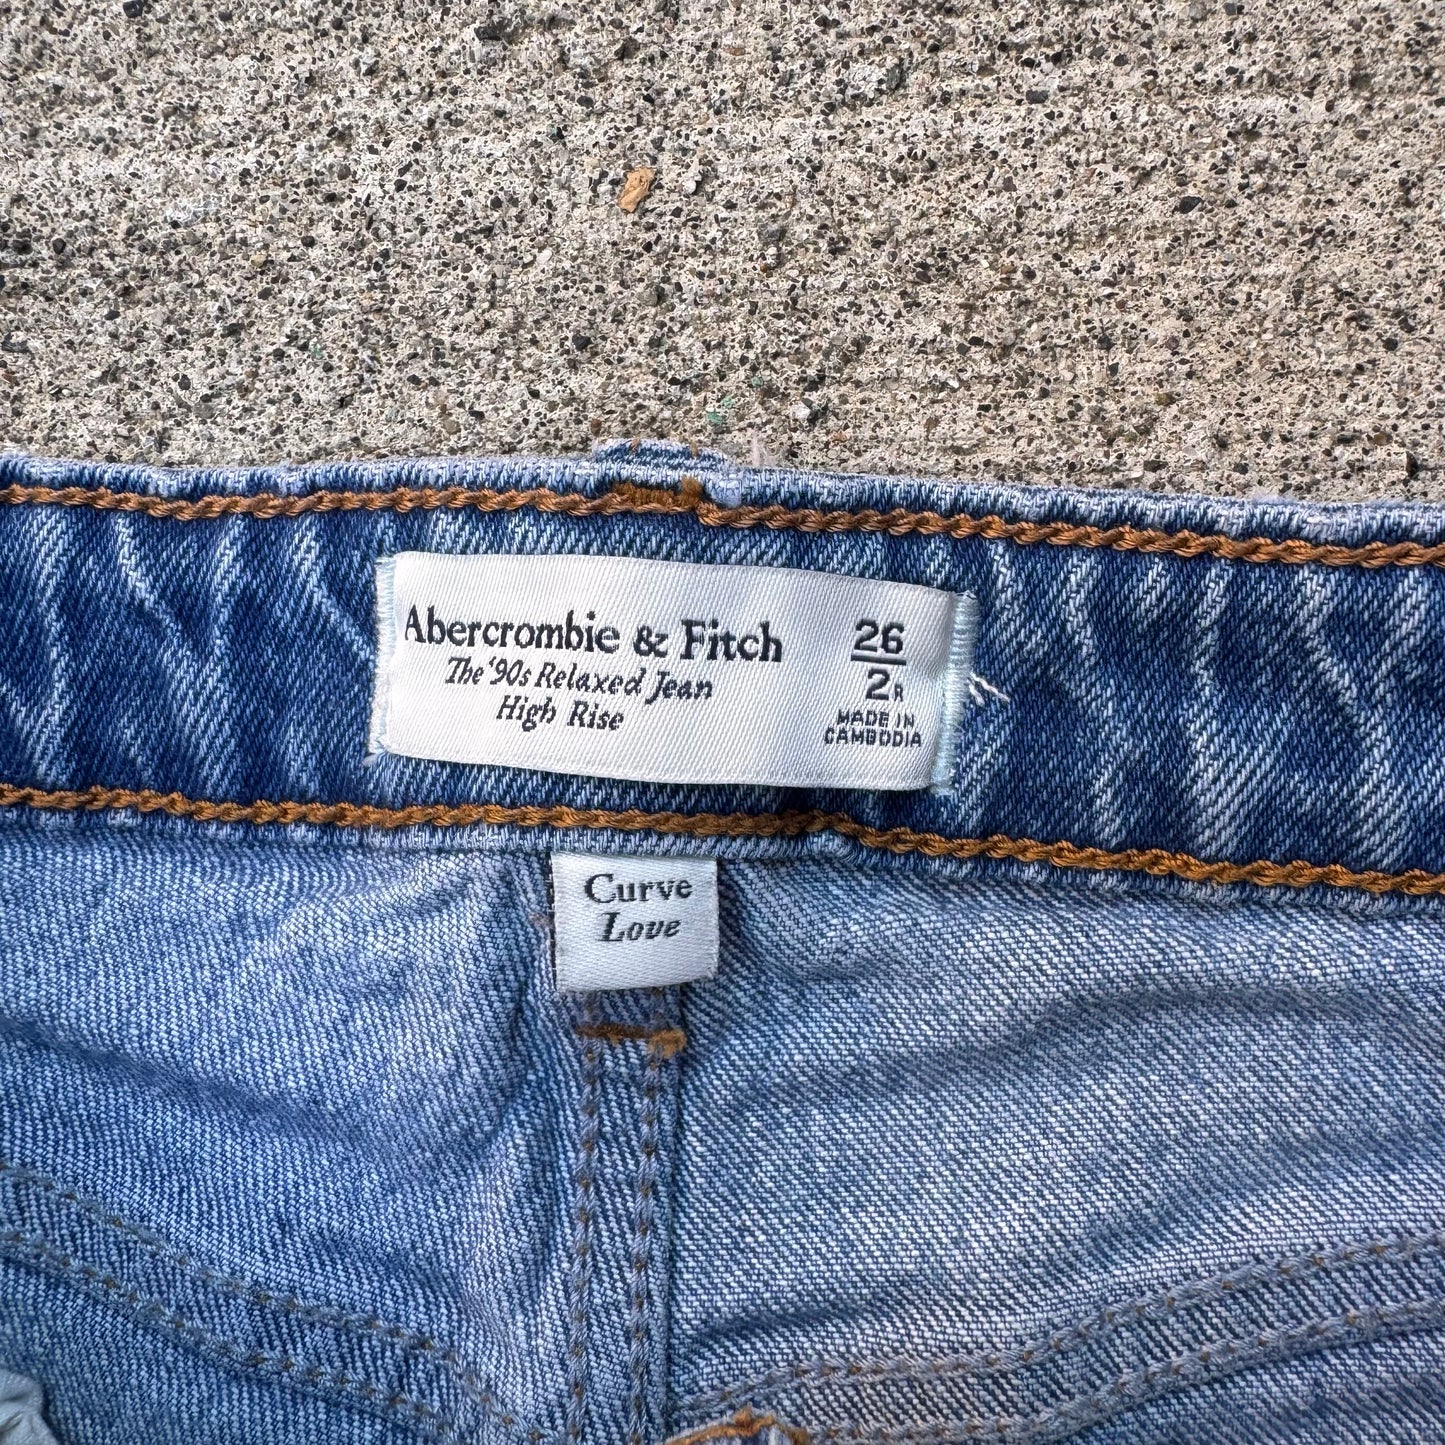 Abercrombie & Fitch
The '90s Relaxed Jean
High Rise
26
2R
MADE IN
CAMBODIA
Curve
Love